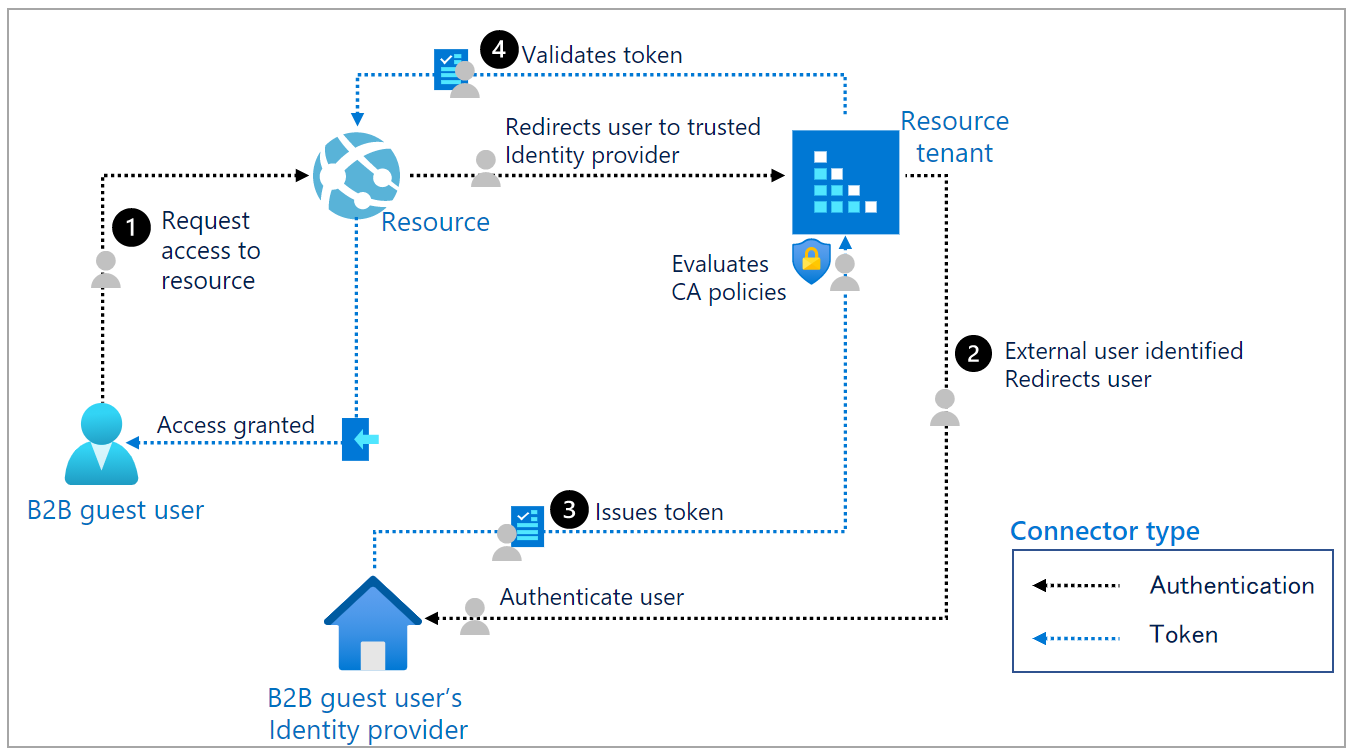 4
Validates token
Redirects user to trusted
Identity provider
Resource
tenant
1
Request
access to
resource
Resource
Evaluates
CA policies
2
External user identified
Redirects user
Access granted
B2B guest user
3
Issues token
Connector type
Authentication
Token
Authenticate user
B2B guest user’s
Identity provider